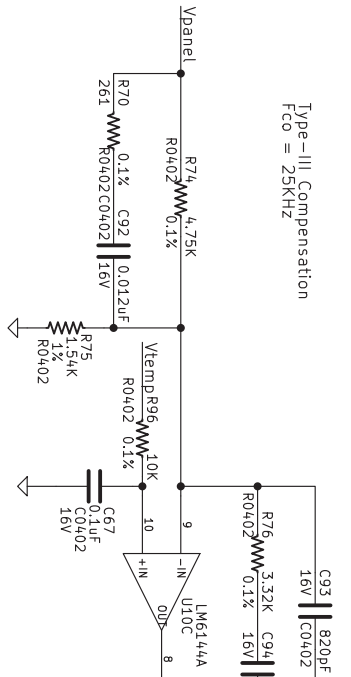 Type-III Compensation
Fco = 25KHz
Vpanel
R70
261
0.1%
R0402
C92
0.012uF
C0402
16V
R74
4.75K
R0402
0.1%
R75
1.54K
1%
R0402
Vtemp
R96
10K
R0402
0.1%
C67
0.1uF
C0402
16V
R76
3.32K
R0402
0.1%
C93
820pF
16V
C0402
C94
16V
9
10
-IN
+IN
OUT
8
LM6144A
U10C